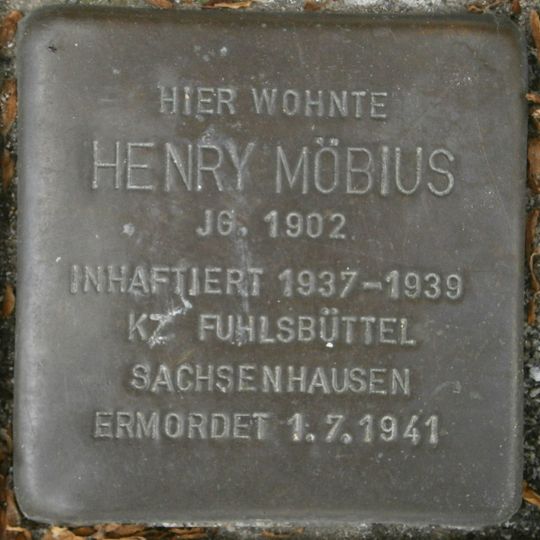 HIER WOHNTE
HENRY MÖBIUS
JG. 1902
INHAFTIERT 1937-1939
KZ FUHLSBÜTTEL
SACHSENHAUSEN
ERMORDET 1.7.1941